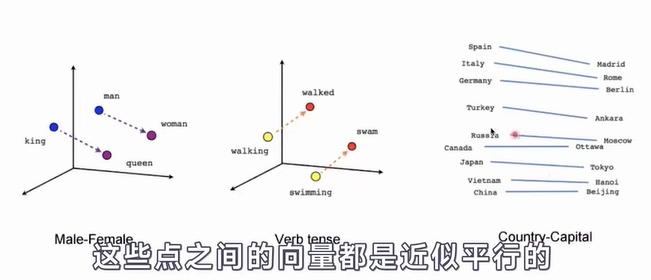 man
woman
king
queen
Male-Female
walked
swam
walking
swimming
Verb tense
Spain
Madrid
Italy
Rome
Germany
Berlin
Turkey
Ankara
Russia
Moscow
Canada
Ottawa
Japan
Tokyo
Vietnam
Hanoi
China
Beijing
Country-Capital
这些点之间的向量都是近似平行的